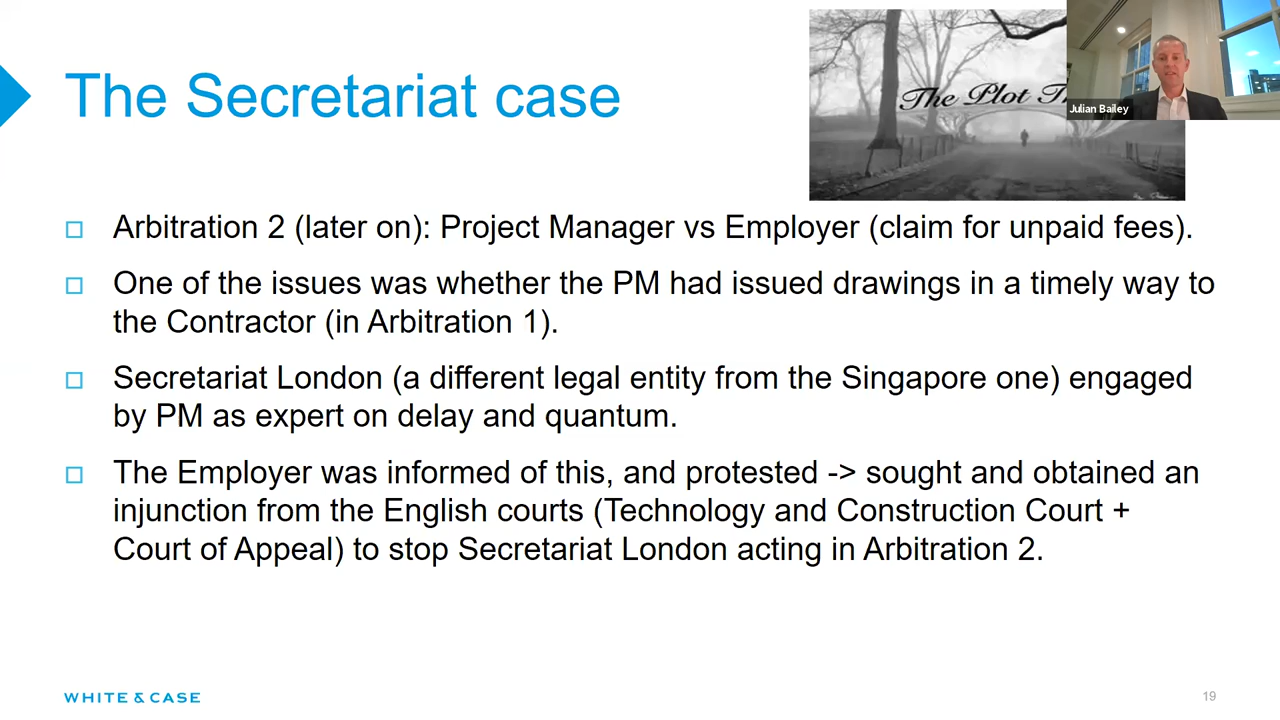 The Secretariat case
The Plot
Julian Bailey
Arbitration 2 (later on): Project Manager vs Employer (claim for unpaid fees).
One of the issues was whether the PM had issued drawings in a timely way to
the Contractor (in Arbitration 1).
Secretariat London (a different legal entity from the Singapore one) engaged
by PM as expert on delay and quantum.
The Employer was informed of this, and protested -> sought and obtained an
injunction from the English courts (Technology and Construction Court +
Court of Appeal) to stop Secretariat London acting in Arbitration 2.
WHITE & CASE
19